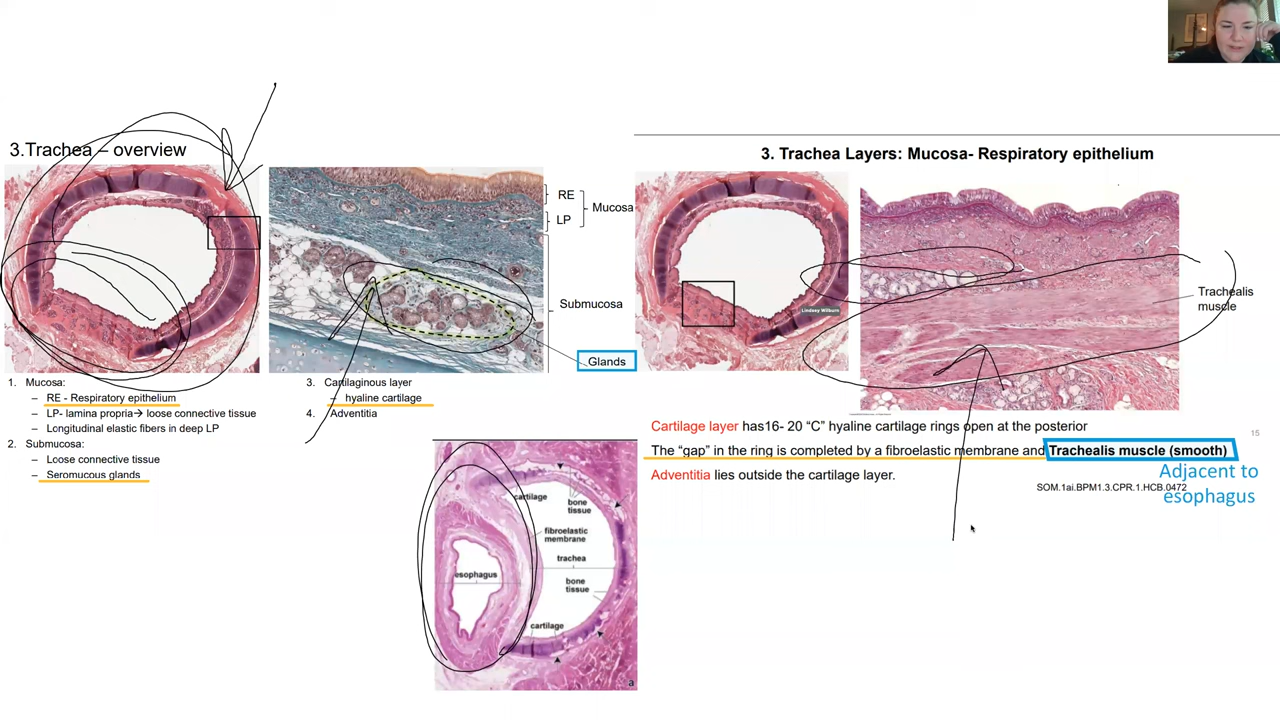 3.Trachea – overview
RE
LP
Mucosa
Submucosa
Glands
1. Mucosa:
– RE - Respiratory epithelium
– LP- lamina propria→ loose connective tissue
– Longitudinal elastic fibers in deep LP
2. Submucosa:
– Loose connective tissue
– Seromucous glands
3. Cartilaginous layer
– hyaline cartilage
4. Adventitia
cartilage
bone
tissue
fibroelastic
membrane
trachea
esophagus
bone
tissue
cartilage
a
3. Trachea Layers: Mucosa- Respiratory epithelium
Lindsey Wilburn
Trachealis
muscle
Cartilage layer has16- 20 “C” hyaline cartilage rings open at the posterior
The “gap” in the ring is completed by a fibroelastic membrane and Trachealis muscle (smooth)
Adventitia lies outside the cartilage layer.
15
Adjacent to
esophagus
SOM.1ai.BPM1.3.CPR.1.HCB.0472